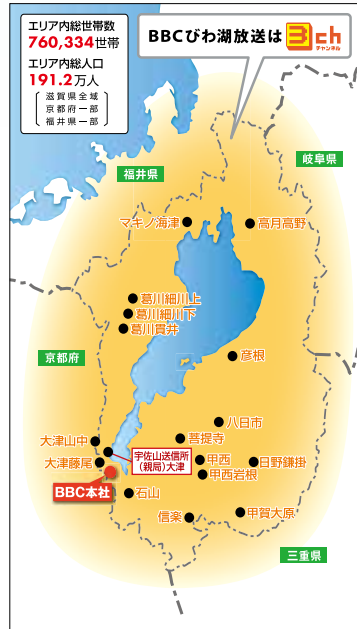 エリア内総世帯数
760,334世帯
エリア内総人口
191.2万人
滋賀県全域
京都府一部
福井県一部
BBCびわ湖放送は
3ch
チャンネル
岐阜県
福井県
マキノ海津
高月高野
葛川細川上
葛川細川下
葛川貫井
京都府
彦根
八日市
大津山中
菩提寺
宇佐山送信所
(親局)大津
大津藤尾
甲西
日野鎌掛
甲西岩根
BBC本社
石山
信楽
甲賀大原
三重県